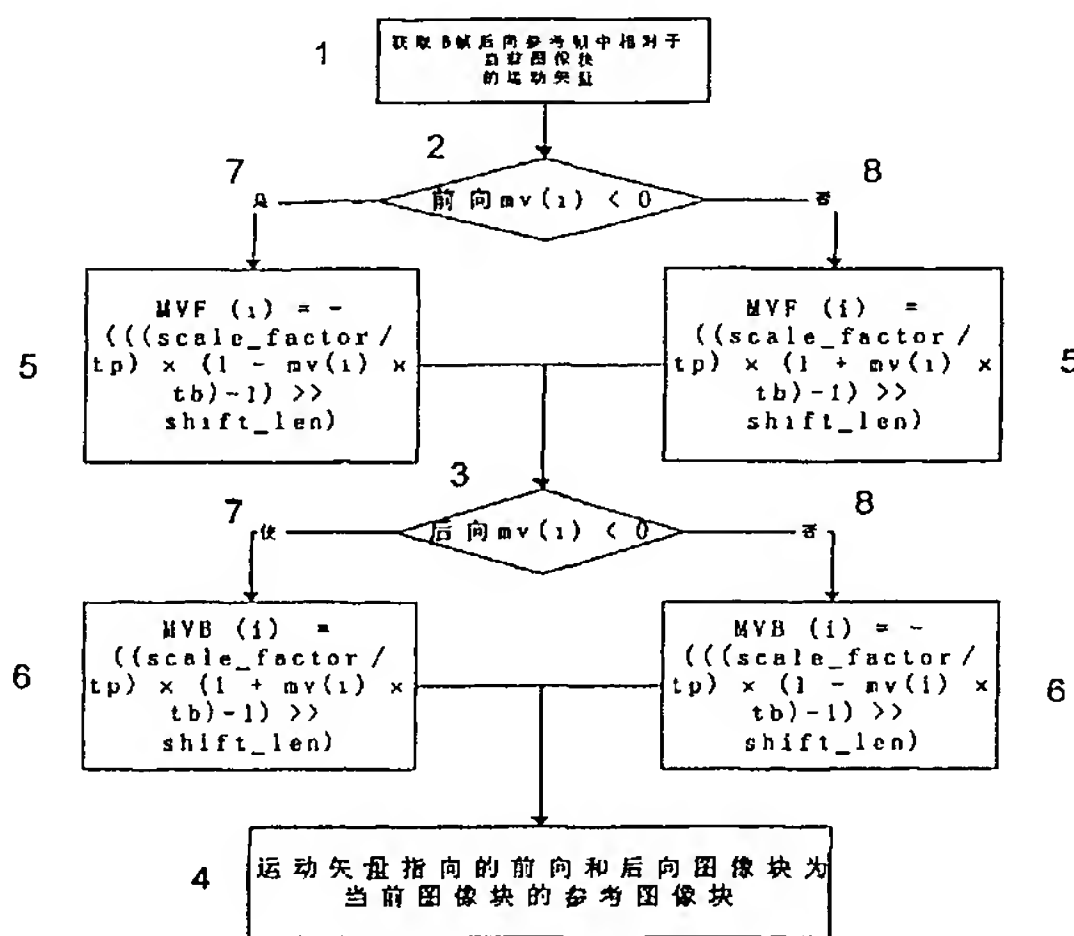 1
获取B帧后向参考帧中相对于
当前图像块
的运动矢量
2
7
8
是
前向mv(i) < 0
否
MVF (i) = -
(((scale_factor/
tp) × (1 - mv(i) ×
tb)-1) >>
shift_len)
5
MVF (i) =
((scale_factor/
tp) × (1 + mv(i) ×
tb)-1) >>
shift_len)
5
3
7
8
使
后向mv(i) < 0
否
MVB (i) =
((scale_factor/
tp) × (1 + mv(i) ×
tb)-1) >>
shift_len)
6
MVB (i) = -
(((scale_factor/
tp) × (1 - mv(i) ×
tb)-1) >>
shift_len)
6
4
运动矢量指向的前向和后向图像块为
当前图像块的参考图像块